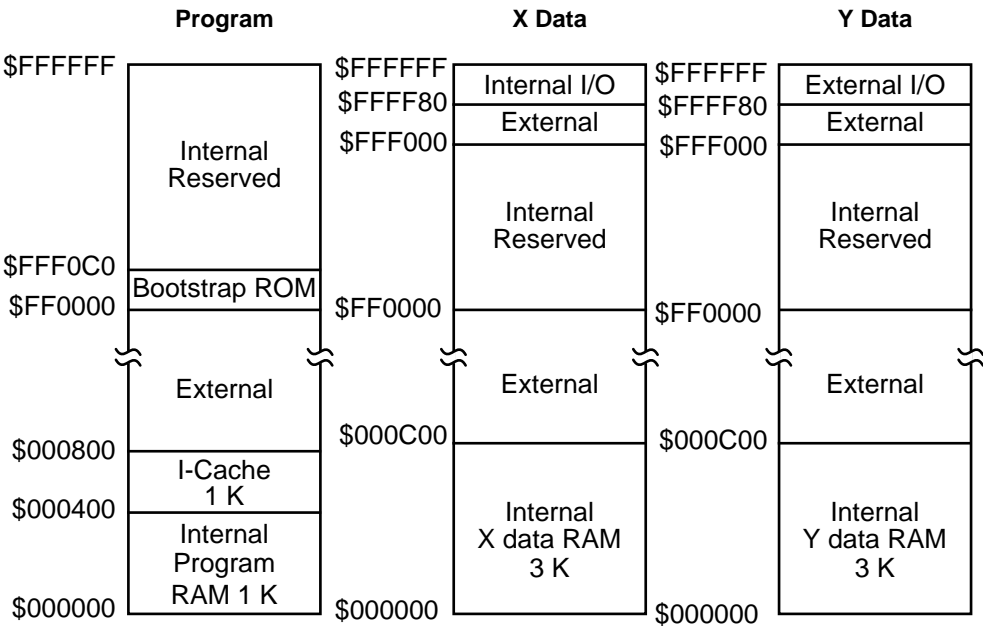 Program
$FFFFFF
Internal
Reserved
$FFF0C0
Bootstrap ROM
$FF0000
External
$000800
I-Cache
1 K
$000400
Internal
Program
RAM 1 K
$000000
X Data
$FFFFFF
Internal I/O
$FFFF80
External
$FFF000
Internal
Reserved
$FF0000
External
$000C00
Internal
X data RAM
3 K
$000000
Y Data
$FFFFFF
External I/O
$FFFF80
External
$FFF000
Internal
Reserved
$FF0000
External
$000C00
Internal
Y data RAM
3 K
$000000